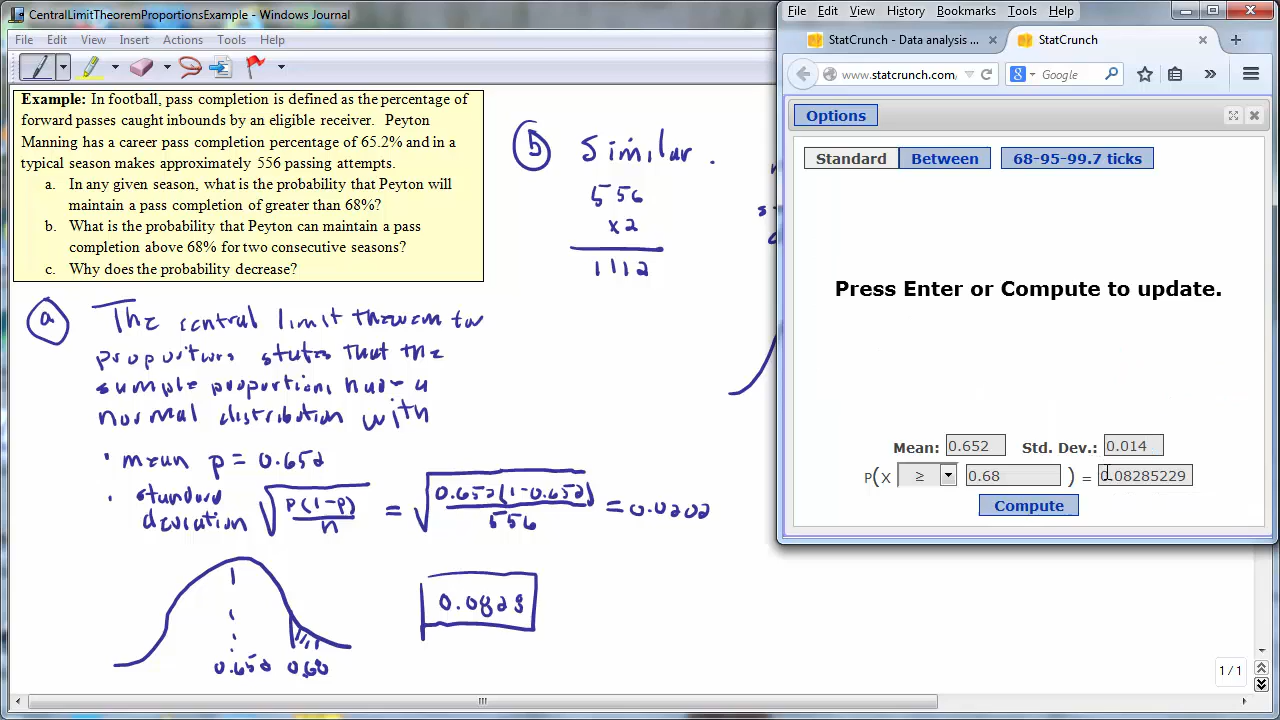 CentralLimitTheoremProportionsExample - Windows Journal
File Edit View Insert Actions Tools Help
Example: In football, pass completion is defined as the percentage of
forward passes caught inbounds by an eligible receiver. Peyton
Manning has a career pass completion percentage of 65.2% and in a
typical season makes approximately 556 passing attempts.
a. In any given season, what is the probability that Peyton will
maintain a pass completion of greater than 68%?
b. What is the probability that Peyton can maintain a pass
completion above 68% for two consecutive seasons?
c. Why does the probability decrease?
b Similar.
556
x2
1112
a The central limit theorem for
proportions states that the
sample proportions have a
normal distribution with
• mean p = 0.652
• standard
deviation √p(1-p)/n = √0.652(1-0.652)/556 = 0.0202
0.652 0.68
0.0828
1/1
File Edit View History Bookmarks Tools Help
StatCrunch - Data analysis ... StatCrunch
www.statcrunch.com/ Google
Options
Standard Between 68-95-99.7 ticks
Press Enter or Compute to update.
Mean: 0.652 Std. Dev.: 0.014
P(X ≥ 0.68 ) = 0.08285229
Compute